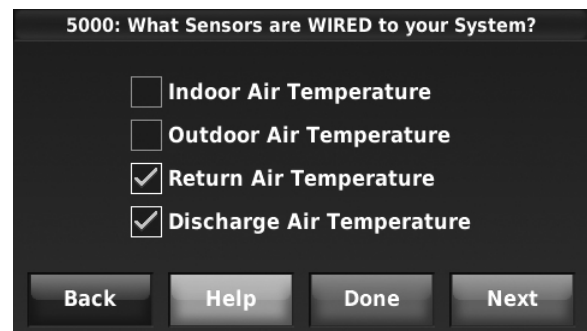 5000: What Sensors are WIRED to your System?
Indoor Air Temperature
Outdoor Air Temperature
Return Air Temperature
Discharge Air Temperature
Back Help Done Next